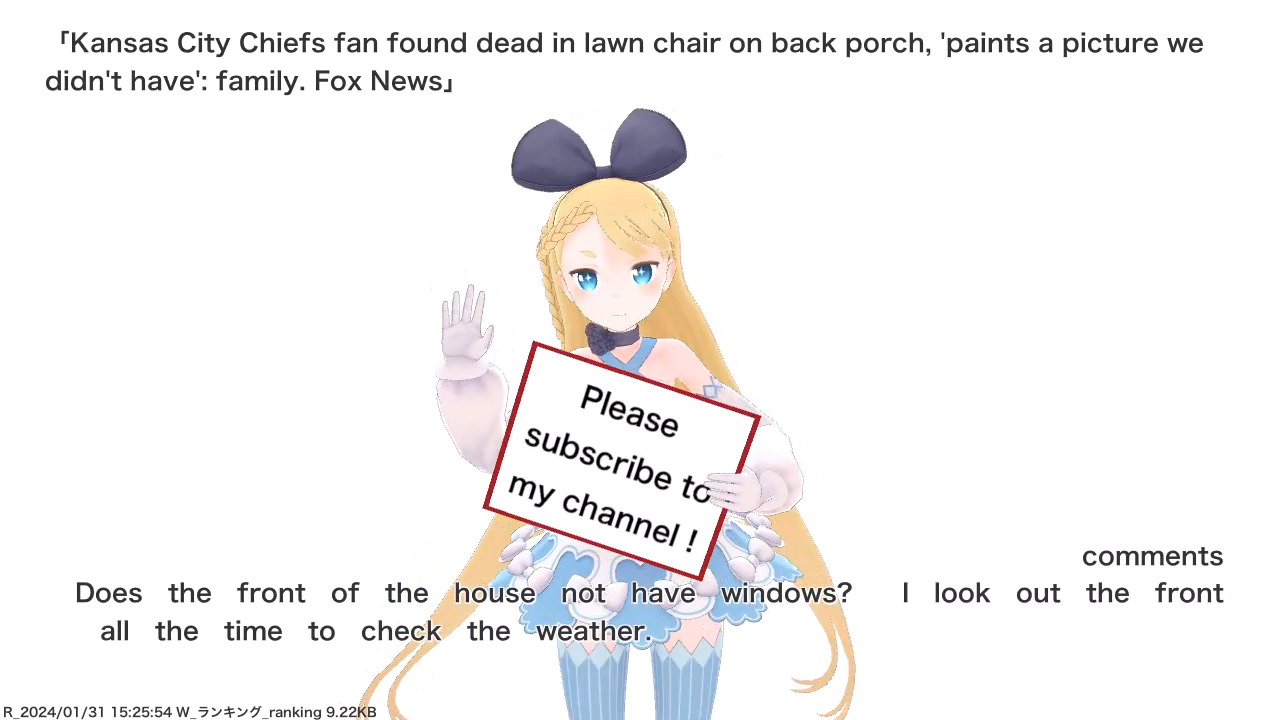 「Kansas City Chiefs fan found dead in lawn chair on back porch, 'paints a picture we
didn't have': family. Fox News」
Please
subscribe to
my channel !
comments
Does the front of the house not have windows? I look out the front
all the time to check the weather.
R_2024/01/31 15:25:54 W_ランキング_ranking 9.22KB